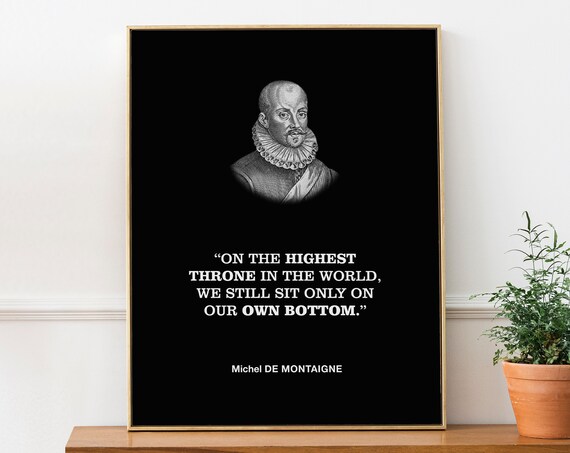 “ON THE HIGHEST
THRONE IN THE WORLD,
WE STILL SIT ONLY ON
OUR OWN BOTTOM.”
Michel DE MONTAIGNE